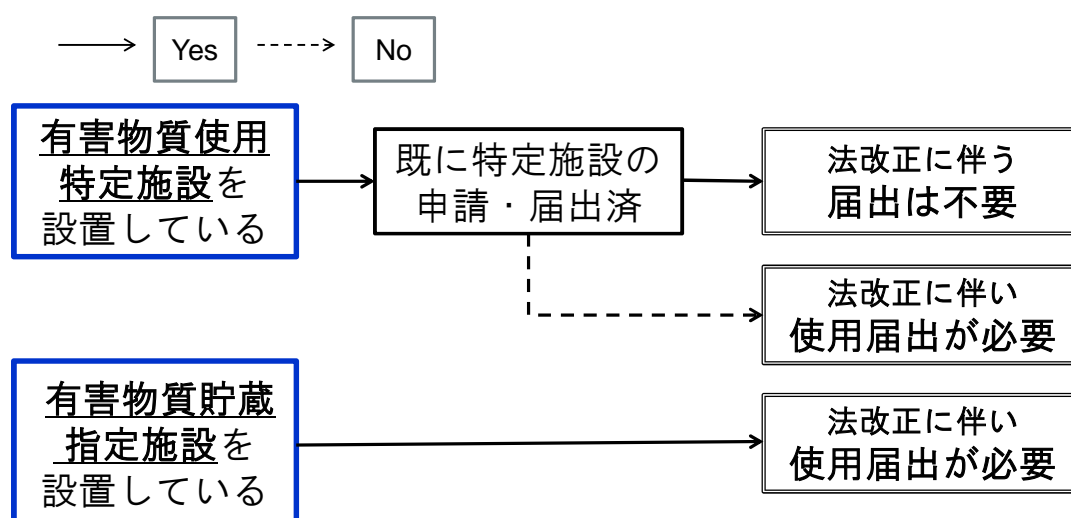 Yes
No
有害物質使用
特定施設を
設置している
既に特定施設の
申請・届出済
法改正に伴う
届出は不要
法改正に伴い
使用届出が必要
有害物質貯蔵
指定施設を
設置している
法改正に伴い
使用届出が必要